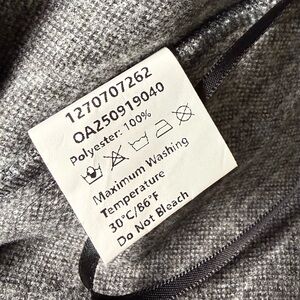 1270707262
OA250919040
Polyester: 100%
Maximum Washing
Temperature
30°C/86°F
Do Not Bleach